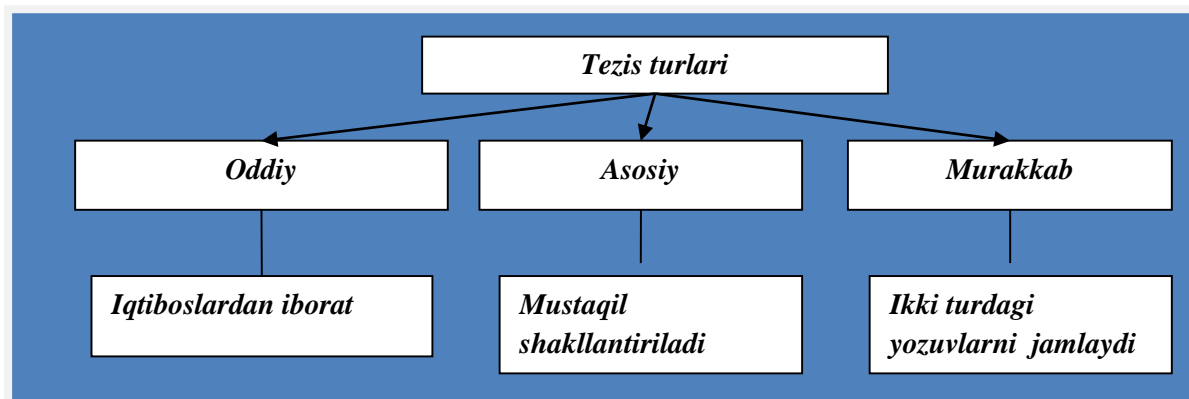 Tezis turlari
Oddiy
Asosiy
Murakkab
Iqtiboslardan iborat
Mustaqil
shakllantiriladi
Ikki turdagi
yozuvlarni jamlaydi